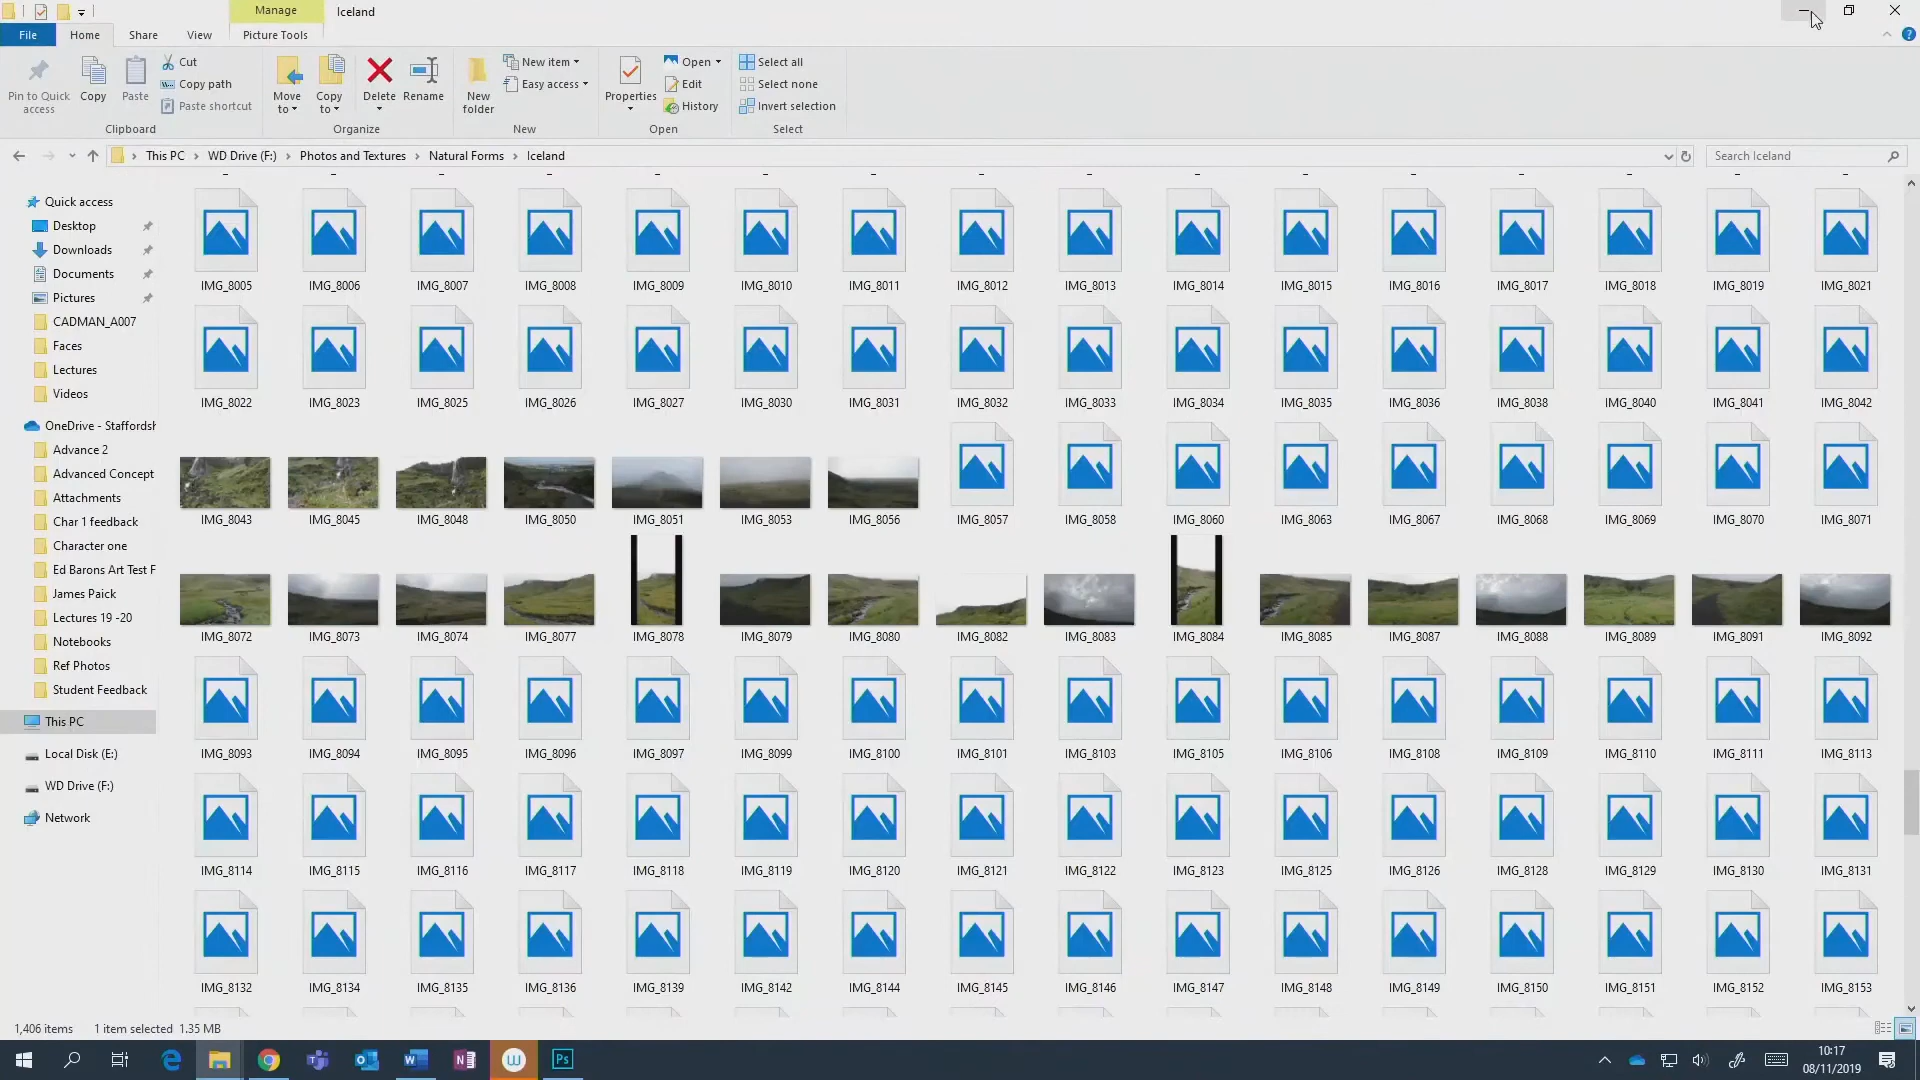 Manage
Iceland
File
Home
Share
View
Picture Tools
Pin to Quick access
Copy
Paste
Cut
Copy path
Paste shortcut
Clipboard
Move to
Copy to
Delete
Rename
Organize
New folder
New item
Easy access
New
Properties
Open
Edit
History
Open
Select all
Select none
Invert selection
Select
This PC > WD Drive (F:) > Photos and Textures > Natural Forms > Iceland
Search Iceland
Quick access
Desktop
Downloads
Documents
Pictures
CADMAN_A007
Faces
Lectures
Videos
OneDrive - Staffordsh
Advance 2
Advanced Concept
Attachments
Char 1 feedback
Character one
Ed Barons Art Test F
James Paick
Lectures 19 -20
Notebooks
Ref Photos
Student Feedback
This PC
Local Disk (E:)
WD Drive (F:)
Network
IMG_8005 IMG_8006 IMG_8007 IMG_8008 IMG_8009 IMG_8010 IMG_8011 IMG_8012 IMG_8013 IMG_8014 IMG_8015 IMG_8016 IMG_8017 IMG_8018 IMG_8019 IMG_8021
IMG_8022 IMG_8023 IMG_8025 IMG_8026 IMG_8027 IMG_8030 IMG_8031 IMG_8032 IMG_8033 IMG_8034 IMG_8035 IMG_8036 IMG_8038 IMG_8040 IMG_8041 IMG_8042
IMG_8043 IMG_8045 IMG_8048 IMG_8050 IMG_8051 IMG_8053 IMG_8056 IMG_8057 IMG_8058 IMG_8060 IMG_8063 IMG_8067 IMG_8068 IMG_8069 IMG_8070 IMG_8071
IMG_8072 IMG_8073 IMG_8074 IMG_8077 IMG_8078 IMG_8079 IMG_8080 IMG_8082 IMG_8083 IMG_8084 IMG_8085 IMG_8087 IMG_8088 IMG_8089 IMG_8091 IMG_8092
IMG_8093 IMG_8094 IMG_8095 IMG_8096 IMG_8097 IMG_8099 IMG_8100 IMG_8101 IMG_8103 IMG_8105 IMG_8106 IMG_8108 IMG_8109 IMG_8110 IMG_8111 IMG_8113
IMG_8114 IMG_8115 IMG_8116 IMG_8117 IMG_8118 IMG_8119 IMG_8120 IMG_8121 IMG_8122 IMG_8123 IMG_8125 IMG_8126 IMG_8128 IMG_8129 IMG_8130 IMG_8131
IMG_8132 IMG_8134 IMG_8135 IMG_8136 IMG_8139 IMG_8142 IMG_8144 IMG_8145 IMG_8146 IMG_8147 IMG_8148 IMG_8149 IMG_8150 IMG_8151 IMG_8152 IMG_8153
1,406 items 1 item selected 1.35 MB
Ps
10:17
08/11/2019